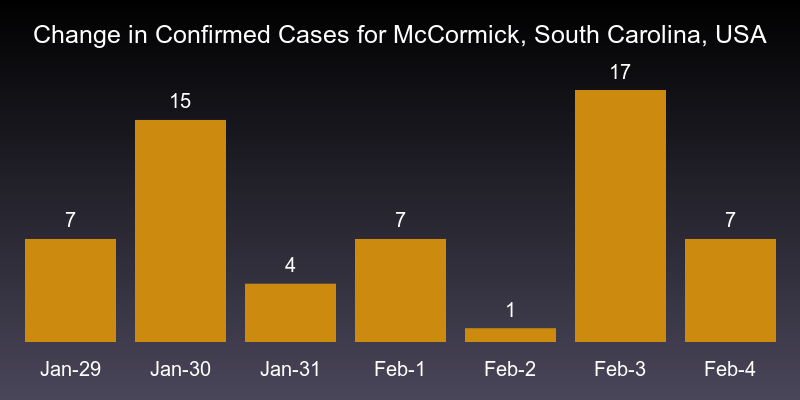 Change in Confirmed Cases for McCormick, South Carolina, USA
17
15
7
7
7
4
1
Jan-29
Jan-30
Jan-31
Feb-1
Feb-2
Feb-3
Feb-4